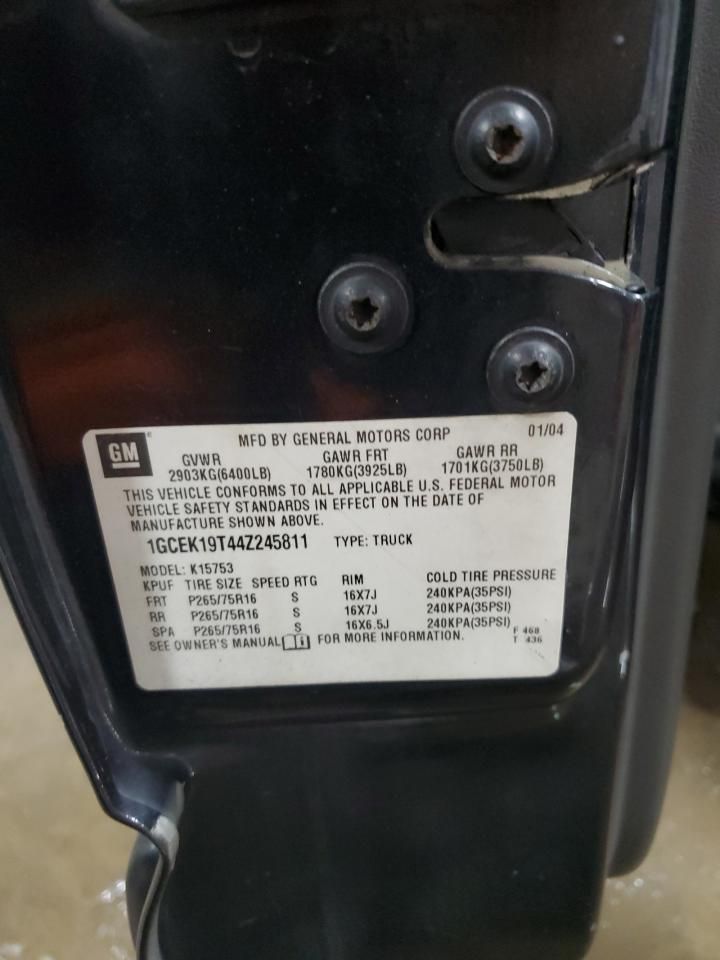 GM ® MFD BY GENERAL MOTORS CORP 01/04
GVWR GAWR FRT GAWR RR
2903KG(6400LB) 1780KG(3925LB) 1701KG(3750LB)
THIS VEHICLE CONFORMS TO ALL APPLICABLE U.S. FEDERAL MOTOR
VEHICLE SAFETY STANDARDS IN EFFECT ON THE DATE OF
MANUFACTURE SHOWN ABOVE.
1GCEK19T44Z245811 TYPE: TRUCK
MODEL: K15753
KPUF TIRE SIZE SPEED RTG RIM COLD TIRE PRESSURE
FRT P265/75R16 S 16X7J 240KPA(35PSI)
RR P265/75R16 S 16X7J 240KPA(35PSI)
SPA P265/75R16 S 16X6.5J 240KPA(35PSI)
SEE OWNER'S MANUAL i FOR MORE INFORMATION.
F 468
T 436